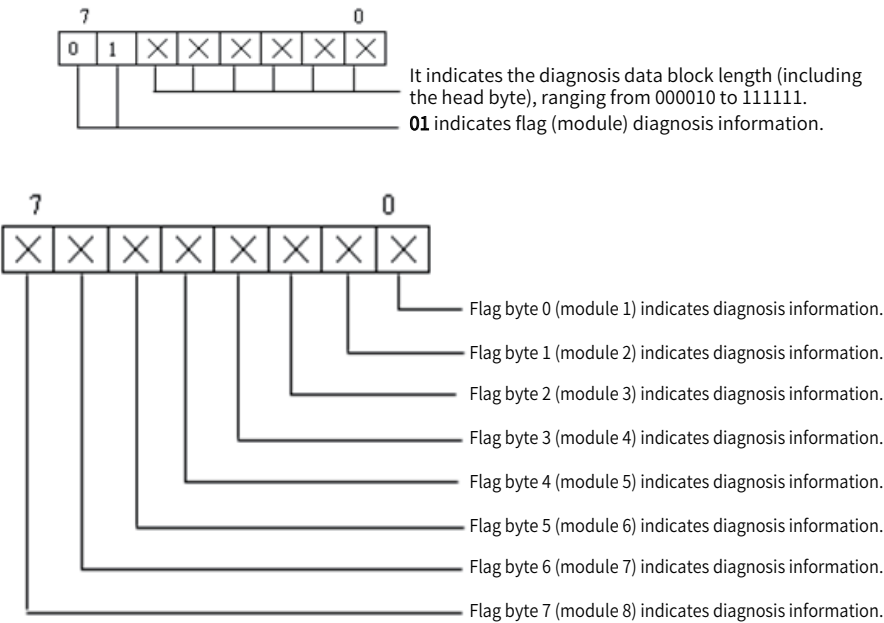 7 0
0 1
It indicates the diagnosis data block length (including
the head byte), ranging from 000010 to 111111.
01 indicates flag (module) diagnosis information.
7 0
Flag byte 0 (module 1) indicates diagnosis information.
Flag byte 1 (module 2) indicates diagnosis information.
Flag byte 2 (module 3) indicates diagnosis information.
Flag byte 3 (module 4) indicates diagnosis information.
Flag byte 4 (module 5) indicates diagnosis information.
Flag byte 5 (module 6) indicates diagnosis information.
Flag byte 6 (module 7) indicates diagnosis information.
Flag byte 7 (module 8) indicates diagnosis information.